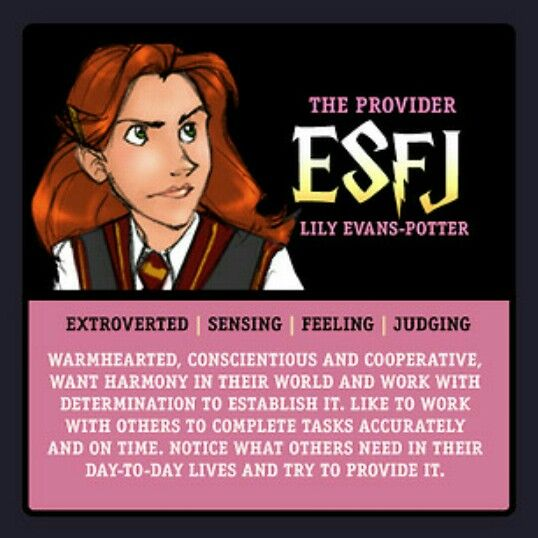 THE PROVIDER
ESFJ
LILY EVANS-POTTER
EXTROVERTED | SENSING | FEELING | JUDGING
WARMHEARTED, CONSCIENTIOUS AND COOPERATIVE,
WANT HARMONY IN THEIR WORLD AND WORK WITH
DETERMINATION TO ESTABLISH IT. LIKE TO WORK
WITH OTHERS TO COMPLETE TASKS ACCURATELY
AND ON TIME. NOTICE WHAT OTHERS NEED IN THEIR
DAY-TO-DAY LIVES AND TRY TO PROVIDE IT.